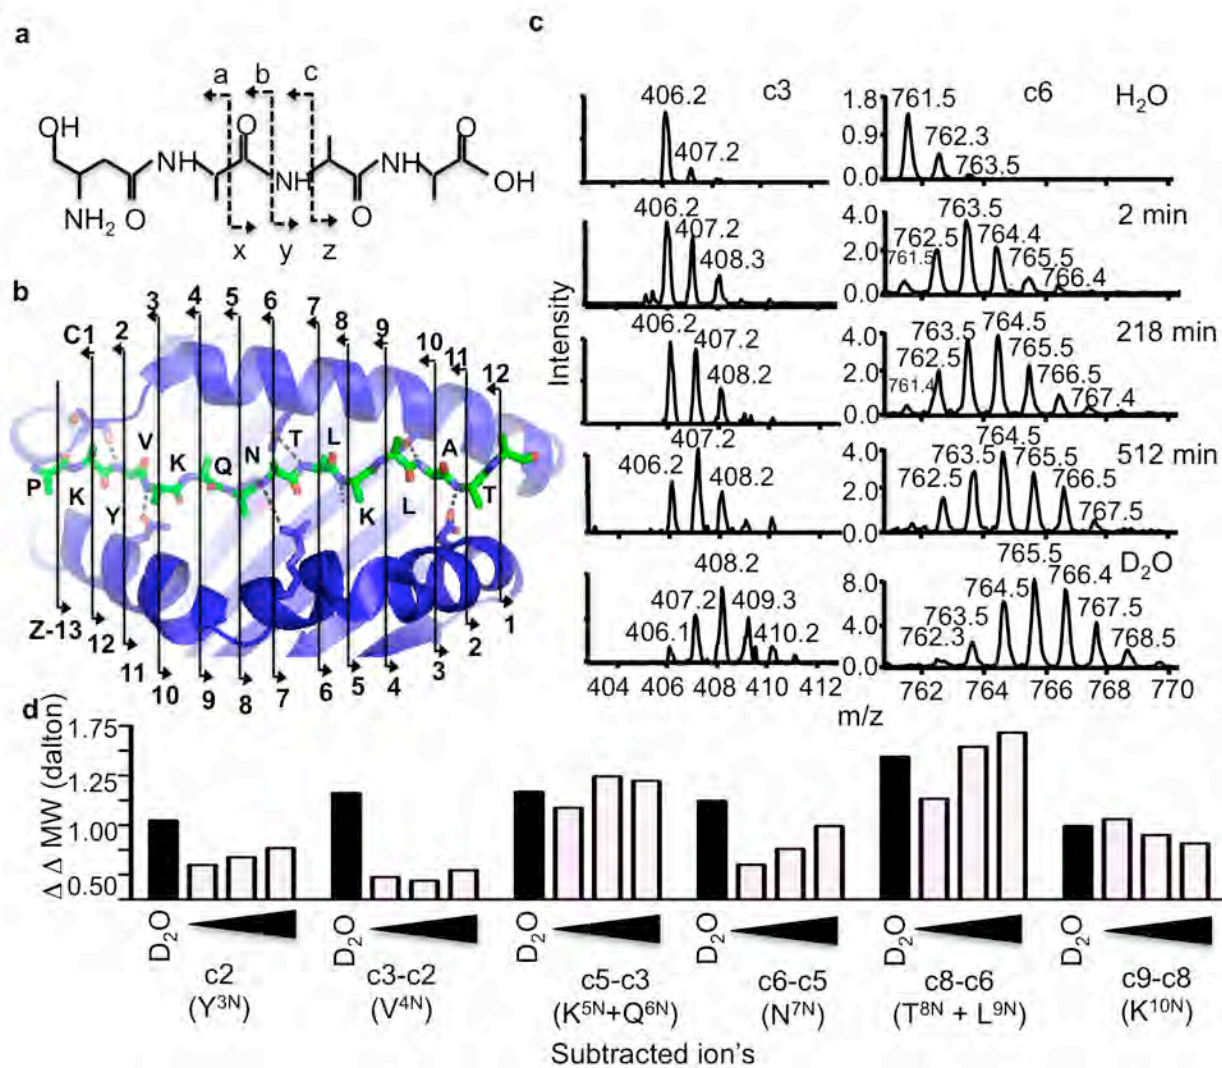 a
a b c
OH
NH₂
O
NH
O
NH
O
NH
O
OH
x y z
b
C1 2 3 4 5 6 7 8 9 10 11 12
P K Y V K Q N T L K L A T
Z-13 12 11 10 9 8 7 6 5 4 3 2 1
c
Intensity
c3
406.2
407.2
c6
H₂O
1.8
0.9
0.0
761.5
762.3
763.5
406.2
407.2
408.3
2 min
4.0
2.0
0.0
761.5
762.5
763.5
764.4
765.5
766.4
406.2
407.2
408.2
218 min
4.0
2.0
0.0
761.4
762.5
763.5
764.5
765.5
766.5
767.4
406.2
407.2
408.2
512 min
4.0
2.0
0.0
762.5
763.5
764.5
765.5
766.5
767.5
406.1
407.2
408.2
409.3
410.2
D₂O
8.0
4.0
0.0
762.3
763.5
764.5
765.5
766.4
767.5
768.5
404 406 408 410 412
762 764 766 768 770
m/z
d
Δ Δ MW (dalton)
1.75
1.25
1.00
0.50
D₂O D₂O D₂O D₂O D₂O D₂O
c2 c3-c2 c5-c3 c6-c5 c8-c6 c9-c8
(Y³ᴺ) (V⁴ᴺ) (K⁵ᴺ+Q⁶ᴺ) (N⁷ᴺ) (T⁸ᴺ + L⁹ᴺ) (K¹⁰ᴺ)
Subtracted ion's